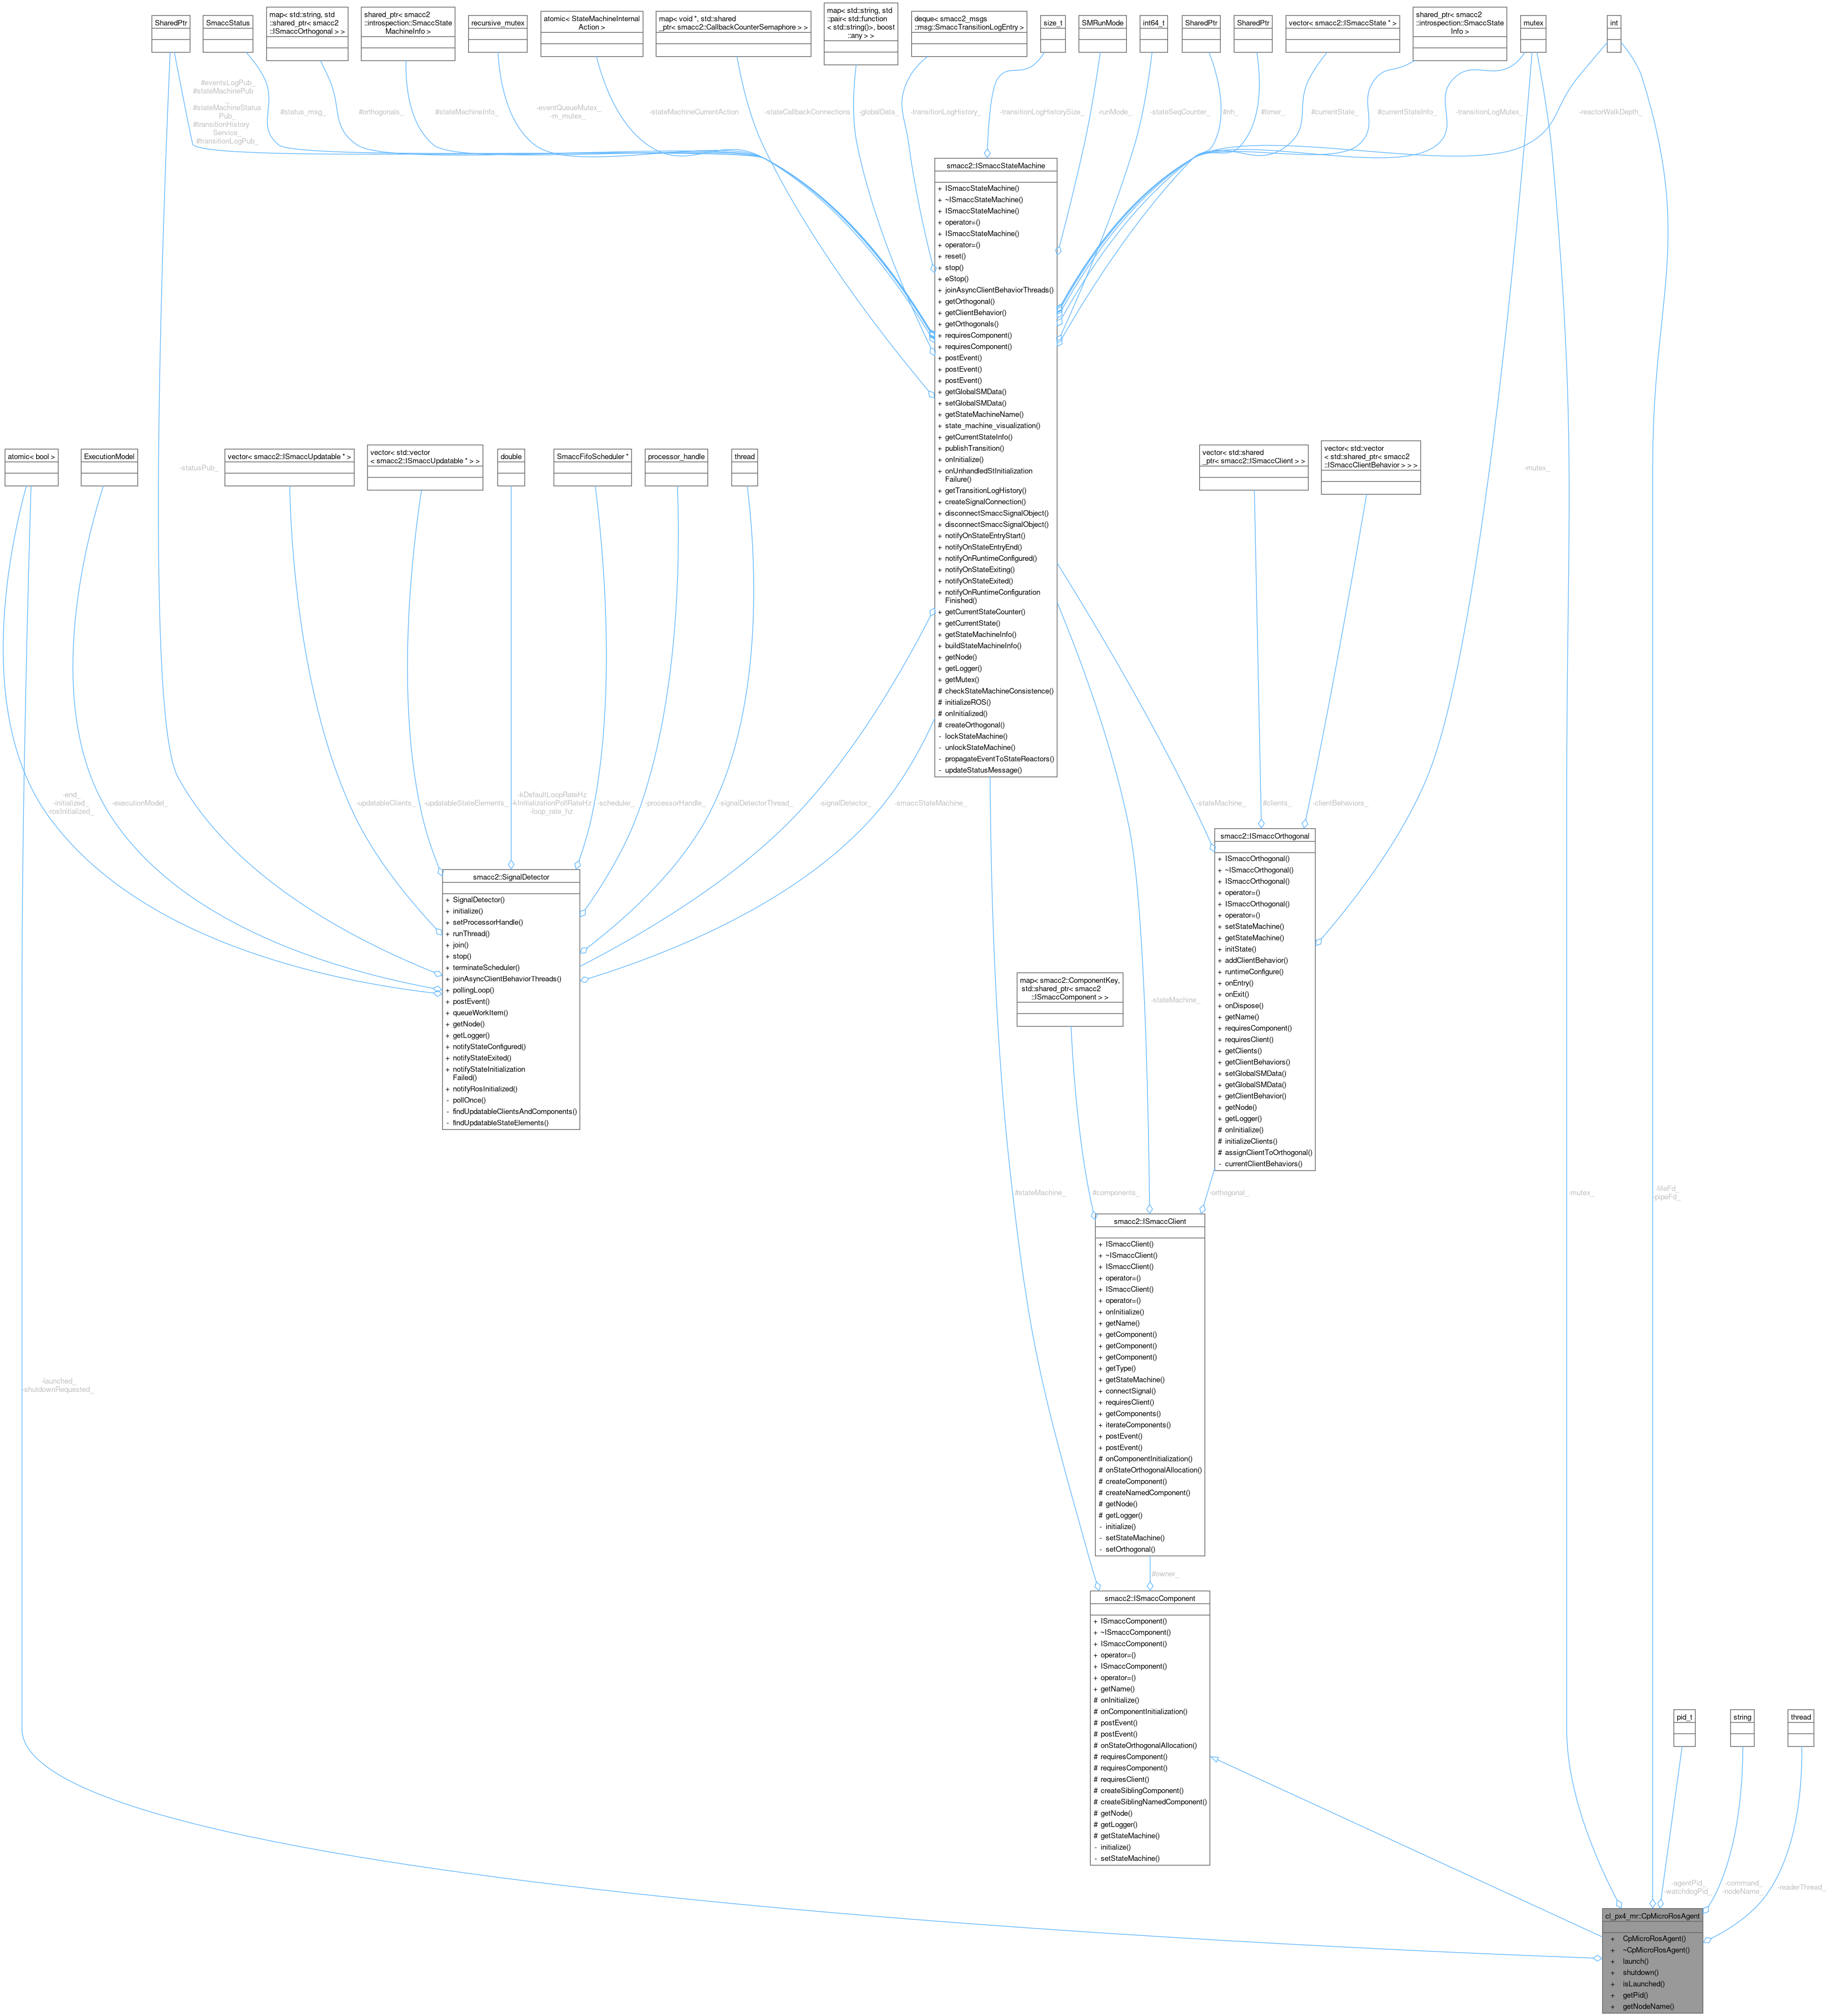 SharedPtr
SmaccStatus
map< std::string, std
::shared_ptr< smacc2
::ISmaccOrthogonal > >
shared_ptr< smacc2
::introspection::SmaccState
MachineInfo >
recursive_mutex
atomic< StateMachineInternal
Action >
map< void *, std::shared
_ptr< smacc2::CallbackCounterSemaphore > >
map< std::string, std
::pair< std::function
< std::string()>, boost
::any > >
deque< smacc2_msgs
::msg::SmaccTransitionLogEntry >
size_t
SMRunMode
int64_t
SharedPtr
SharedPtr
vector< smacc2::ISmaccState * >
shared_ptr< smacc2
::introspection::SmaccState
Info >
mutex
int
#eventsLogPub_
#stateMachinePub
_
#stateMachineStatus
Pub_
#transitionHistory
Service_
#transitionLogPub_
#status_msg_
#orthogonals_
#stateMachineInfo_
-eventQueueMutex_
-m_mutex_
-stateMachineCurrentAction
-stateCallbackConnections
-globalData_
-transitionLogHistory_
-transitionLogHistorySize_
-runMode_
-stateSeqCounter_
#nh_
#timer_
#currentState_
#currentStateInfo_
-transitionLogMutex_
-reactorWalkDepth_
smacc2::ISmaccStateMachine
+ ISmaccStateMachine()
+ ~ISmaccStateMachine()
+ ISmaccStateMachine()
+ operator=()
+ ISmaccStateMachine()
+ operator=()
+ reset()
+ stop()
+ eStop()
+ joinAsyncClientBehaviorThreads()
+ getOrthogonal()
+ getClientBehavior()
+ getOrthogonals()
+ requiresComponent()
+ requiresComponent()
+ postEvent()
+ postEvent()
+ postEvent()
+ getGlobalSMData()
+ setGlobalSMData()
+ getStateMachineName()
+ state_machine_visualization()
+ getCurrentStateInfo()
+ publishTransition()
+ onInitialize()
+ onUnhandledStInitialization
Failure()
+ getTransitionLogHistory()
+ createSignalConnection()
+ disconnectSmaccSignalObject()
+ disconnectSmaccSignalObject()
+ notifyOnStateEntryStart()
+ notifyOnStateEntryEnd()
+ notifyOnRuntimeConfigured()
+ notifyOnStateExiting()
+ notifyOnStateExited()
+ notifyOnRuntimeConfiguration
Finished()
+ getCurrentStateCounter()
+ getCurrentState()
+ getStateMachineInfo()
+ buildStateMachineInfo()
+ getNode()
+ getLogger()
+ getMutex()
# checkStateMachineConsistence()
# initializeROS()
# onInitialized()
# createOrthogonal()
- lockStateMachine()
- unlockStateMachine()
- propagateEventToStateReactors()
- updateStatusMessage()
atomic< bool >
ExecutionModel
vector< smacc2::ISmaccUpdatable * >
vector< std::vector
< smacc2::ISmaccUpdatable * > >
double
SmaccFifoScheduler *
processor_handle
thread
vector< std::shared
_ptr< smacc2::ISmaccClient > >
vector< std::vector
< std::shared_ptr< smacc2
::ISmaccClientBehavior > > >
-statusPub_
-mutex_
-end_
-initialized_
-rosInitialized_
-executionModel_
-updatableClients_
-updatableStateElements_
-kDefaultLoopRateHz
-kInitializationPollRateHz
-loop_rate_hz
-scheduler_
-processorHandle_
-signalDetectorThread_
-signalDetector_
-smaccStateMachine_
-stateMachine_
#clients_
-clientBehaviors_
smacc2::SignalDetector
+ SignalDetector()
+ initialize()
+ setProcessorHandle()
+ runThread()
+ join()
+ stop()
+ terminateScheduler()
+ joinAsyncClientBehaviorThreads()
+ pollingLoop()
+ postEvent()
+ queueWorkItem()
+ getNode()
+ getLogger()
+ notifyStateConfigured()
+ notifyStateExited()
+ notifyStateInitialization
Failed()
+ notifyRosInitialized()
- pollOnce()
- findUpdatableClientsAndComponents()
- findUpdatableStateElements()
smacc2::ISmaccOrthogonal
+ ISmaccOrthogonal()
+ ~ISmaccOrthogonal()
+ ISmaccOrthogonal()
+ operator=()
+ ISmaccOrthogonal()
+ operator=()
+ setStateMachine()
+ getStateMachine()
+ initState()
+ addClientBehavior()
+ runtimeConfigure()
+ onEntry()
+ onExit()
+ onDispose()
+ getName()
+ requiresComponent()
+ requiresClient()
+ getClients()
+ getClientBehaviors()
+ setGlobalSMData()
+ getGlobalSMData()
+ getClientBehavior()
+ getNode()
+ getLogger()
# onInitialize()
# initializeClients()
# assignClientToOrthogonal()
- currentClientBehaviors()
map< smacc2::ComponentKey,
std::shared_ptr< smacc2
::ISmaccComponent > >
-stateMachine_
#stateMachine_
#components_
-orthogonal_
-mutex_
-lifeFd_
-pipeFd_
smacc2::ISmaccClient
+ ISmaccClient()
+ ~ISmaccClient()
+ ISmaccClient()
+ operator=()
+ ISmaccClient()
+ operator=()
+ onInitialize()
+ getName()
+ getComponent()
+ getComponent()
+ getComponent()
+ getType()
+ getStateMachine()
+ connectSignal()
+ requiresClient()
+ getComponents()
+ iterateComponents()
+ postEvent()
+ postEvent()
# onComponentInitialization()
# onStateOrthogonalAllocation()
# createComponent()
# createNamedComponent()
# getNode()
# getLogger()
- initialize()
- setStateMachine()
- setOrthogonal()
-launched_
-shutdownRequested_
#owner_
smacc2::ISmaccComponent
+ ISmaccComponent()
+ ~ISmaccComponent()
+ ISmaccComponent()
+ operator=()
+ ISmaccComponent()
+ operator=()
+ getName()
# onInitialize()
# onComponentInitialization()
# postEvent()
# postEvent()
# onStateOrthogonalAllocation()
# requiresComponent()
# requiresComponent()
# requiresClient()
# createSiblingComponent()
# createSiblingNamedComponent()
# getNode()
# getLogger()
# getStateMachine()
- initialize()
- setStateMachine()
pid_t
string
thread
-agentPid_
-watchdogPid_
-command_
-nodeName_
-readerThread_
cl_px4_mr::CpMicroRosAgent
+ CpMicroRosAgent()
+ ~CpMicroRosAgent()
+ launch()
+ shutdown()
+ isLaunched()
+ getPid()
+ getNodeName()